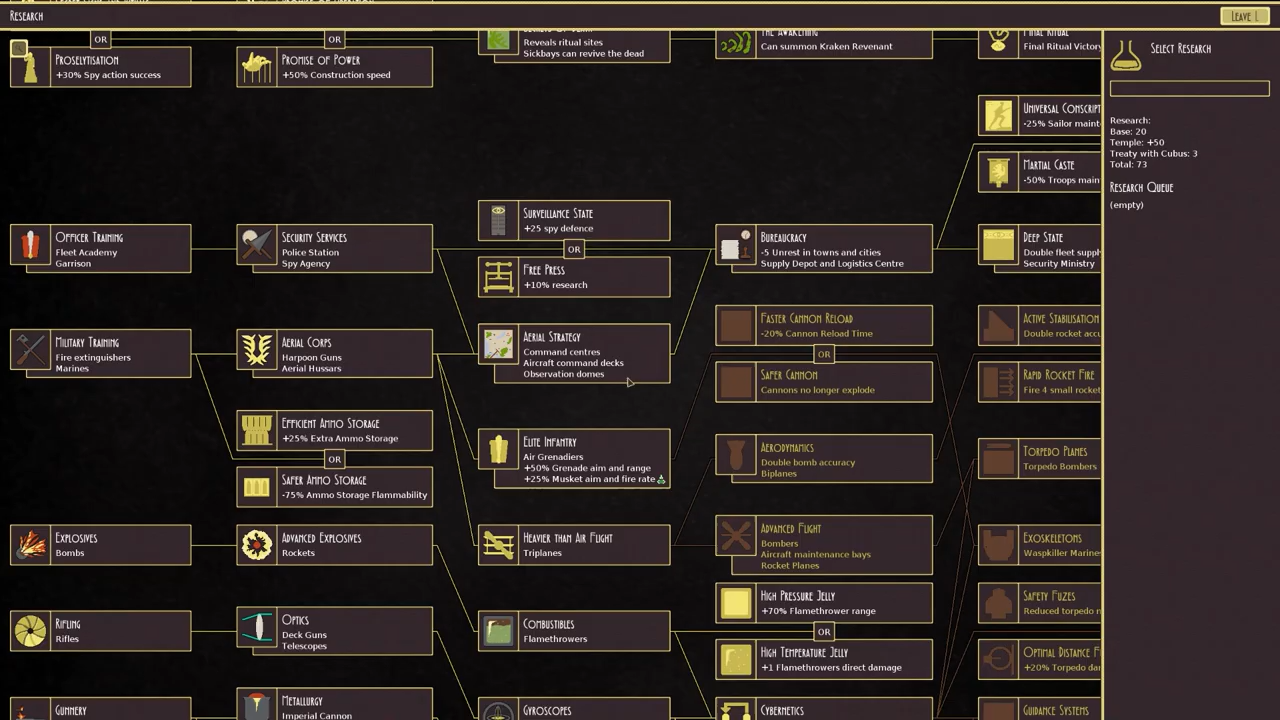 Research
Leave
OR
Proselytisation
+30% Spy action success
OR
Promise of Power
+50% Construction speed
Reveals ritual sites
Sickbays can revive the dead
The Awakening
Can summon Kraken Revenant
Final Ritual
Final Ritual Victory
Select Research
Research:
Base: 20
Temple: +50
Treaty with Cubus: 3
Total: 73
Research Queue
(empty)
Universal Conscript
-25% Sailor maint
Martial Caste
-50% Troops main
Officer Training
Fleet Academy
Garrison
Security Services
Police Station
Spy Agency
Surveillance State
+25 spy defence
OR
Free Press
+10% research
Bureaucracy
-5 Unrest in towns and cities
Supply Depot and Logistics Centre
Deep State
Double fleet suppl
Security Ministry
Military Training
Fire extinguishers
Marines
Aerial Corps
Harpoon Guns
Aerial Hussars
Aerial Strategy
Command centres
Aircraft command decks
Observation domes
Faster Cannon Reload
-20% Cannon Reload Time
OR
Safer Cannon
Cannons no longer explode
Active Stabilisation
Double rocket accu
Rapid Rocket Fire
Fire 4 small rocket
Efficient Ammo Storage
+25% Extra Ammo Storage
OR
Safer Ammo Storage
-75% Ammo Storage Flammability
Elite Infantry
Air Grenadiers
+50% Grenade aim and range
+25% Musket aim and fire rate
Aerodynamics
Double bomb accuracy
Biplanes
Torpedo Planes
Torpedo Bombers
Explosives
Bombs
Advanced Explosives
Rockets
Heavier than Air Flight
Triplanes
Advanced Flight
Bombers
Aircraft maintenance bays
Rocket Planes
Exoskeletons
Waspkiller Marine
Rifling
Rifles
Optics
Deck Guns
Telescopes
Combustibles
Flamethrowers
High Pressure Jelly
+70% Flamethrower range
OR
High Temperature Jelly
+1 Flamethrowers direct damage
Safety Fuzes
Reduced torpedo m
Optimal Distance F
+20% Torpedo dar
Gunnery
Metallurgy
Imperial Cannon
Gyroscopes
Cybernetics
Guidance Systems